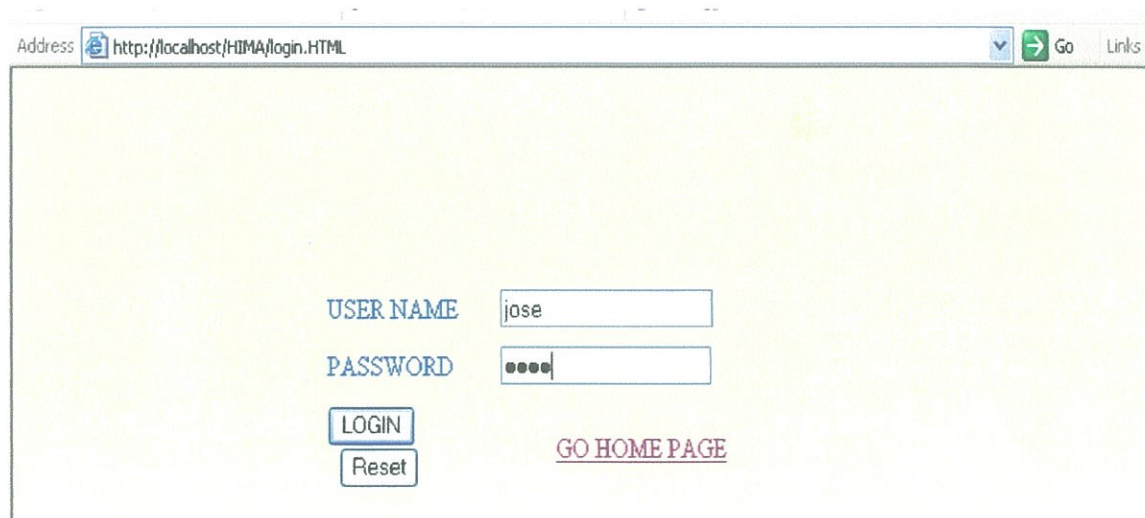 Address http://localhost/HIMA/login.HTML Go Links
USER NAME jose
PASSWORD ••••
LOGIN
GO HOME PAGE
Reset